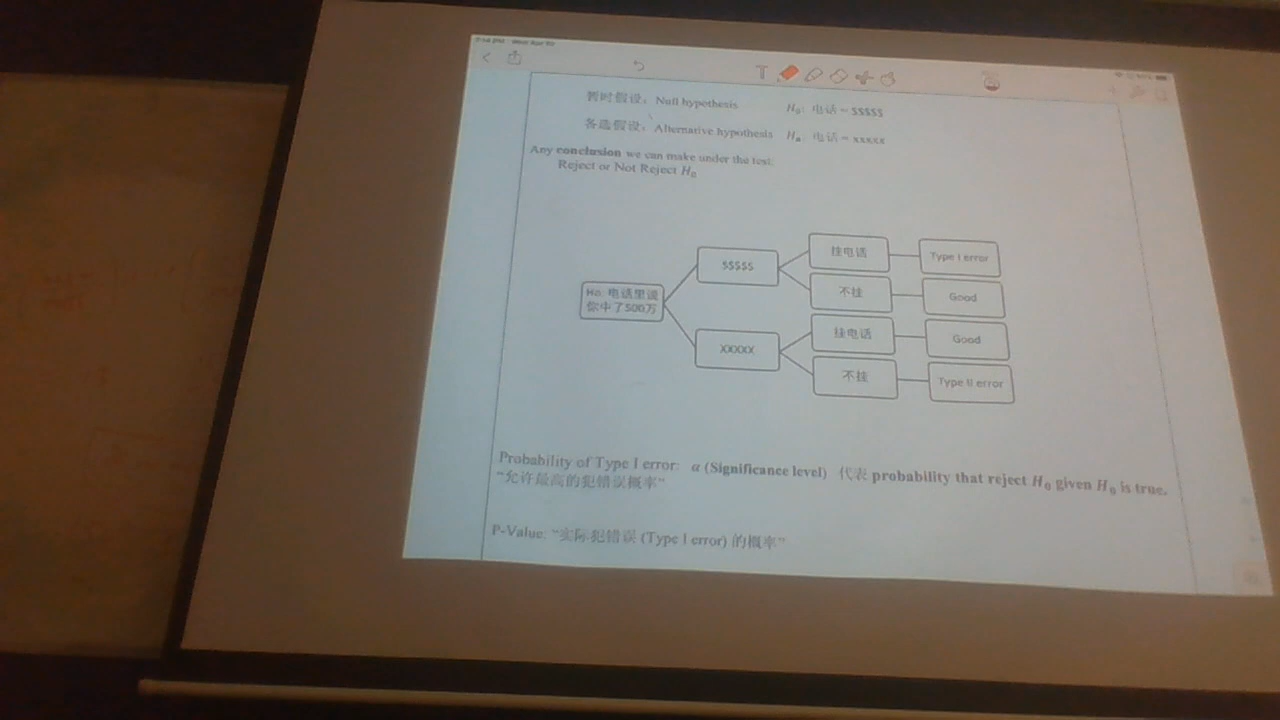 暂时假设：Null hypothesis H₀: 电话 = $$$$$
备选假设：Alternative hypothesis Hₐ: 电话 = xxxxx
Any conclusion we can make under the test:
Reject or Not Reject H₀
挂电话 Type I error
$$$$$
不挂 Good
Ho: 电话里说
你中了500万
挂电话 Good
XXXXX
不挂 Type II error
Probability of Type I error: α (Significance level) 代表 probability that reject H₀ given H₀ is true.
“允许最高的犯错误概率”
P-Value: “实际犯错误 (Type I error) 的概率”